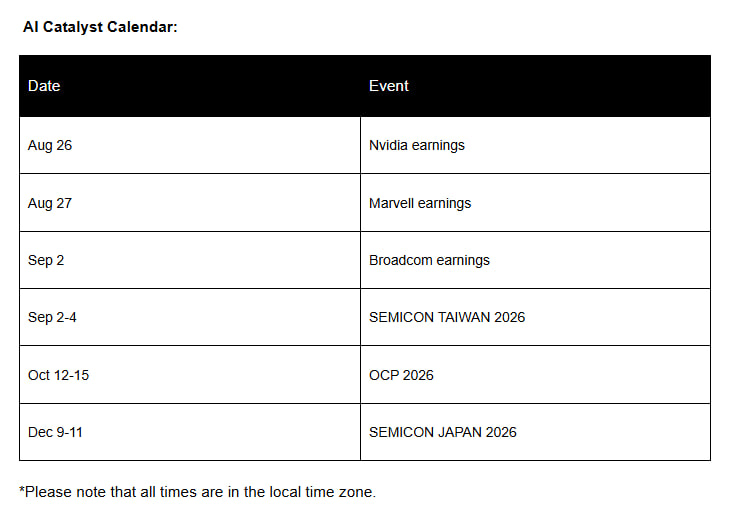 AI Catalyst Calendar:
Date Event
Aug 26 Nvidia earnings
Aug 27 Marvell earnings
Sep 2 Broadcom earnings
Sep 2-4 SEMICON TAIWAN 2026
Oct 12-15 OCP 2026
Dec 9-11 SEMICON JAPAN 2026
*Please note that all times are in the local time zone.